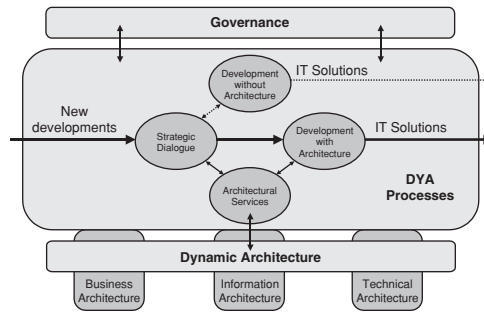 Governance
Development
without
Architecture
IT Solutions
New
developments
Strategic
Dialogue
Development
with
Architecture
IT Solutions
Architectural
Services
DYA
Processes
Dynamic Architecture
Business
Architecture
Information
Architecture
Technical
Architecture